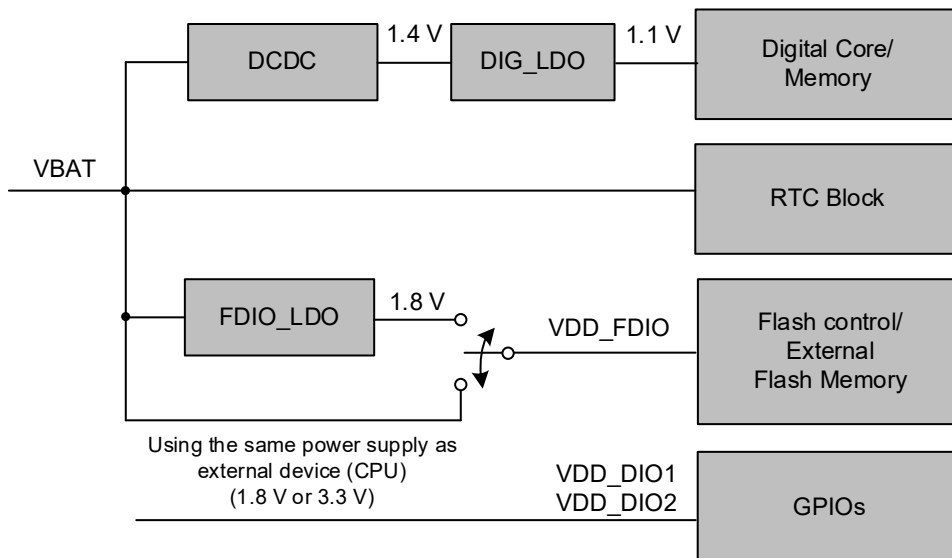 DCDC
1.4 V
DIG_LDO
1.1 V
Digital Core/
Memory
VBAT
RTC Block
FDIO_LDO
1.8 V
VDD_FDIO
Flash control/
External
Flash Memory
Using the same power supply as
external device (CPU)
(1.8 V or 3.3 V)
VDD_DIO1
VDD_DIO2
GPIOs